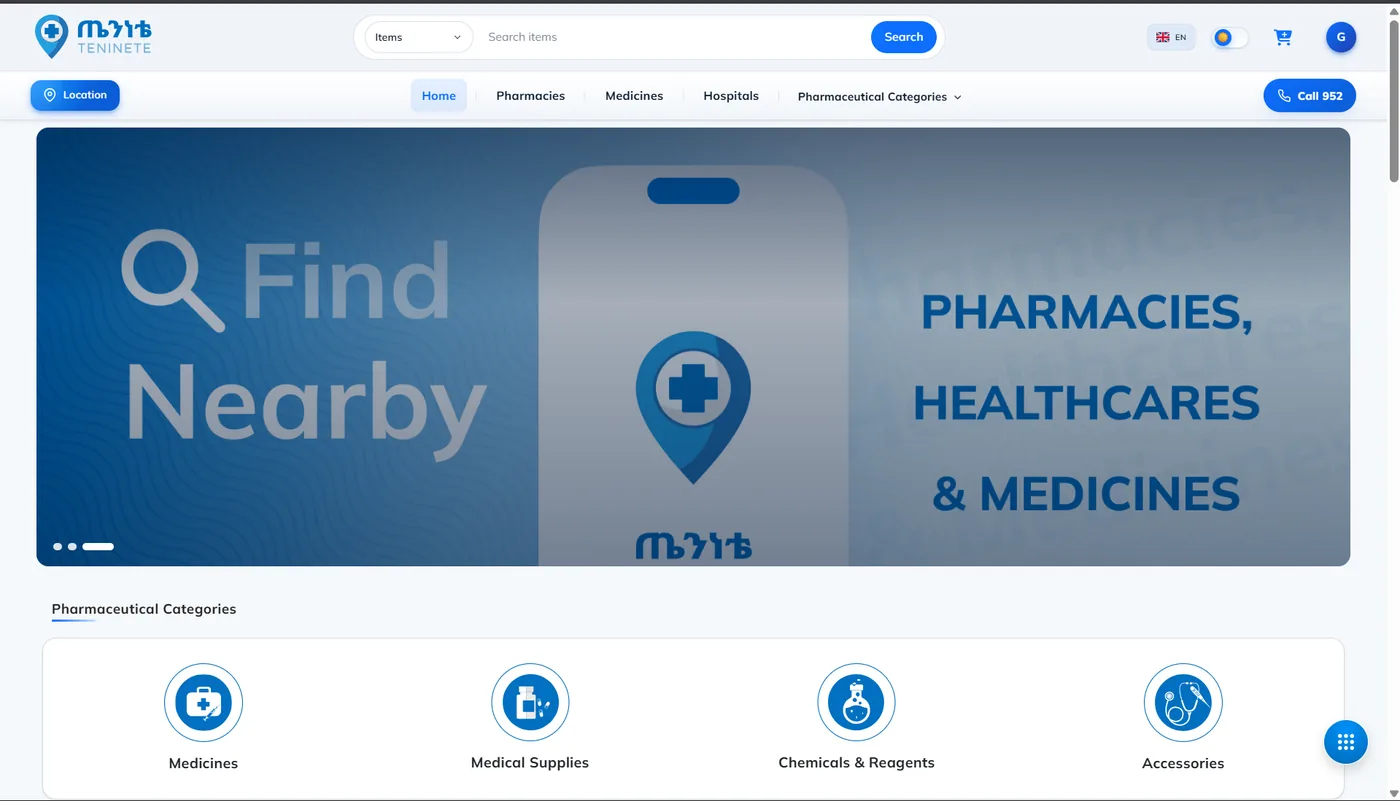 ጤንነቴ
TENINETE
Items
Search items
Search
EN
G
Location
Home
Pharmacies
Medicines
Hospitals
Pharmaceutical Categories
Call 952
Find
Nearby
ጤንነቴ
PHARMACIES,
HEALTHCARES
& MEDICINES
Pharmaceutical Categories
Medicines
Medical Supplies
Chemicals & Reagents
Accessories